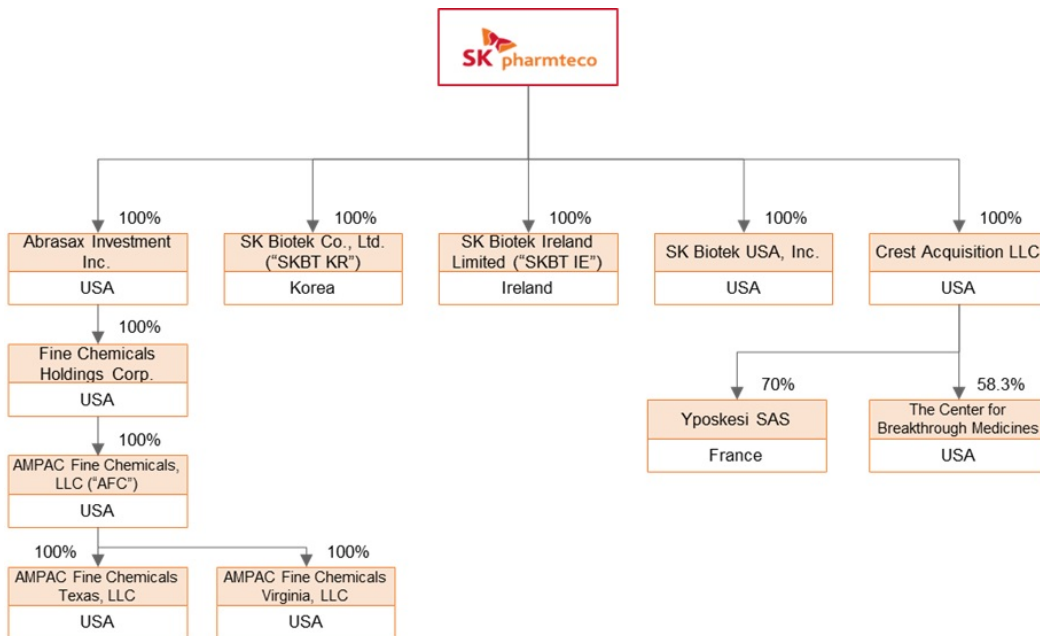 SK pharmteco
100%
100%
100%
100%
100%
Abrasax Investment
Inc.
USA
SK Biotek Co., Ltd.
(“SKBT KR”)
Korea
SK Biotek Ireland
Limited (“SKBT IE”)
Ireland
SK Biotek USA, Inc.
USA
Crest Acquisition LLC
USA
100%
Fine Chemicals
Holdings Corp.
USA
70%
Yposkesi SAS
France
58.3%
The Center for
Breakthrough Medicines
USA
100%
AMPAC Fine Chemicals,
LLC (“AFC”)
USA
100%
AMPAC Fine Chemicals
Texas, LLC
USA
100%
AMPAC Fine Chemicals
Virginia, LLC
USA